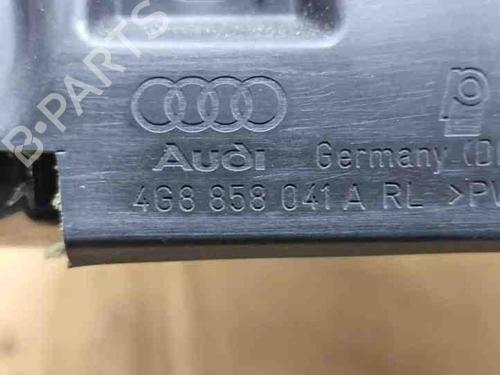 B-PARTS
Audi Germany (D
4G8 858 041 A RL >PV